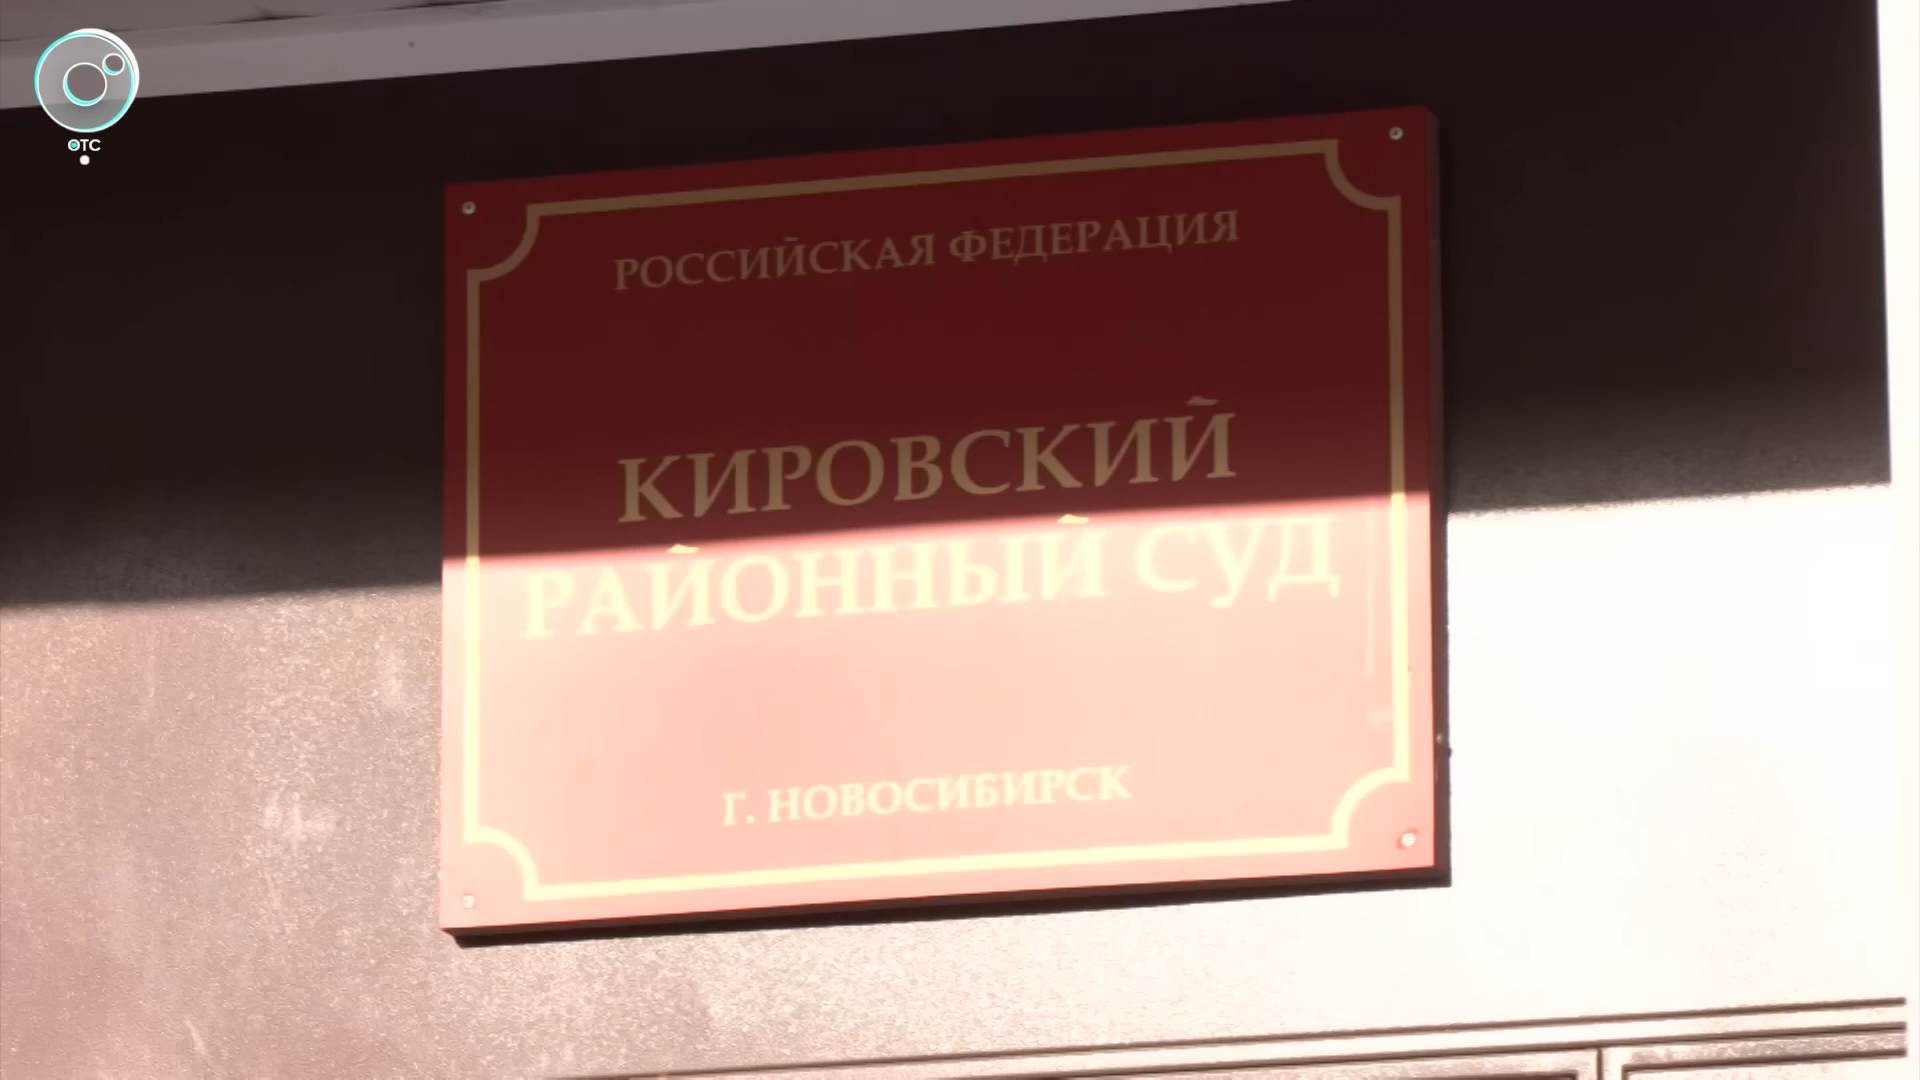 ОТС
РОССИЙСКАЯ ФЕДЕРАЦИЯ
КИРОВСКИЙ
РАЙОННЫЙ СУД
Г. НОВОСИБИРСК